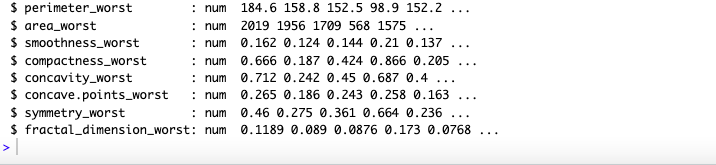 $ perimeter_worst        : num  184.6 158.8 152.5 98.9 152.2 ...
$ area_worst             : num  2019 1956 1709 568 1575 ...
$ smoothness_worst       : num  0.162 0.124 0.144 0.21 0.137 ...
$ compactness_worst      : num  0.666 0.187 0.424 0.866 0.205 ...
$ concavity_worst        : num  0.712 0.242 0.45 0.687 0.4 ...
$ concave.points_worst   : num  0.265 0.186 0.243 0.258 0.163 ...
$ symmetry_worst         : num  0.46 0.275 0.361 0.664 0.236 ...
$ fractal_dimension_worst: num  0.1189 0.089 0.0876 0.173 0.0768 ...
>